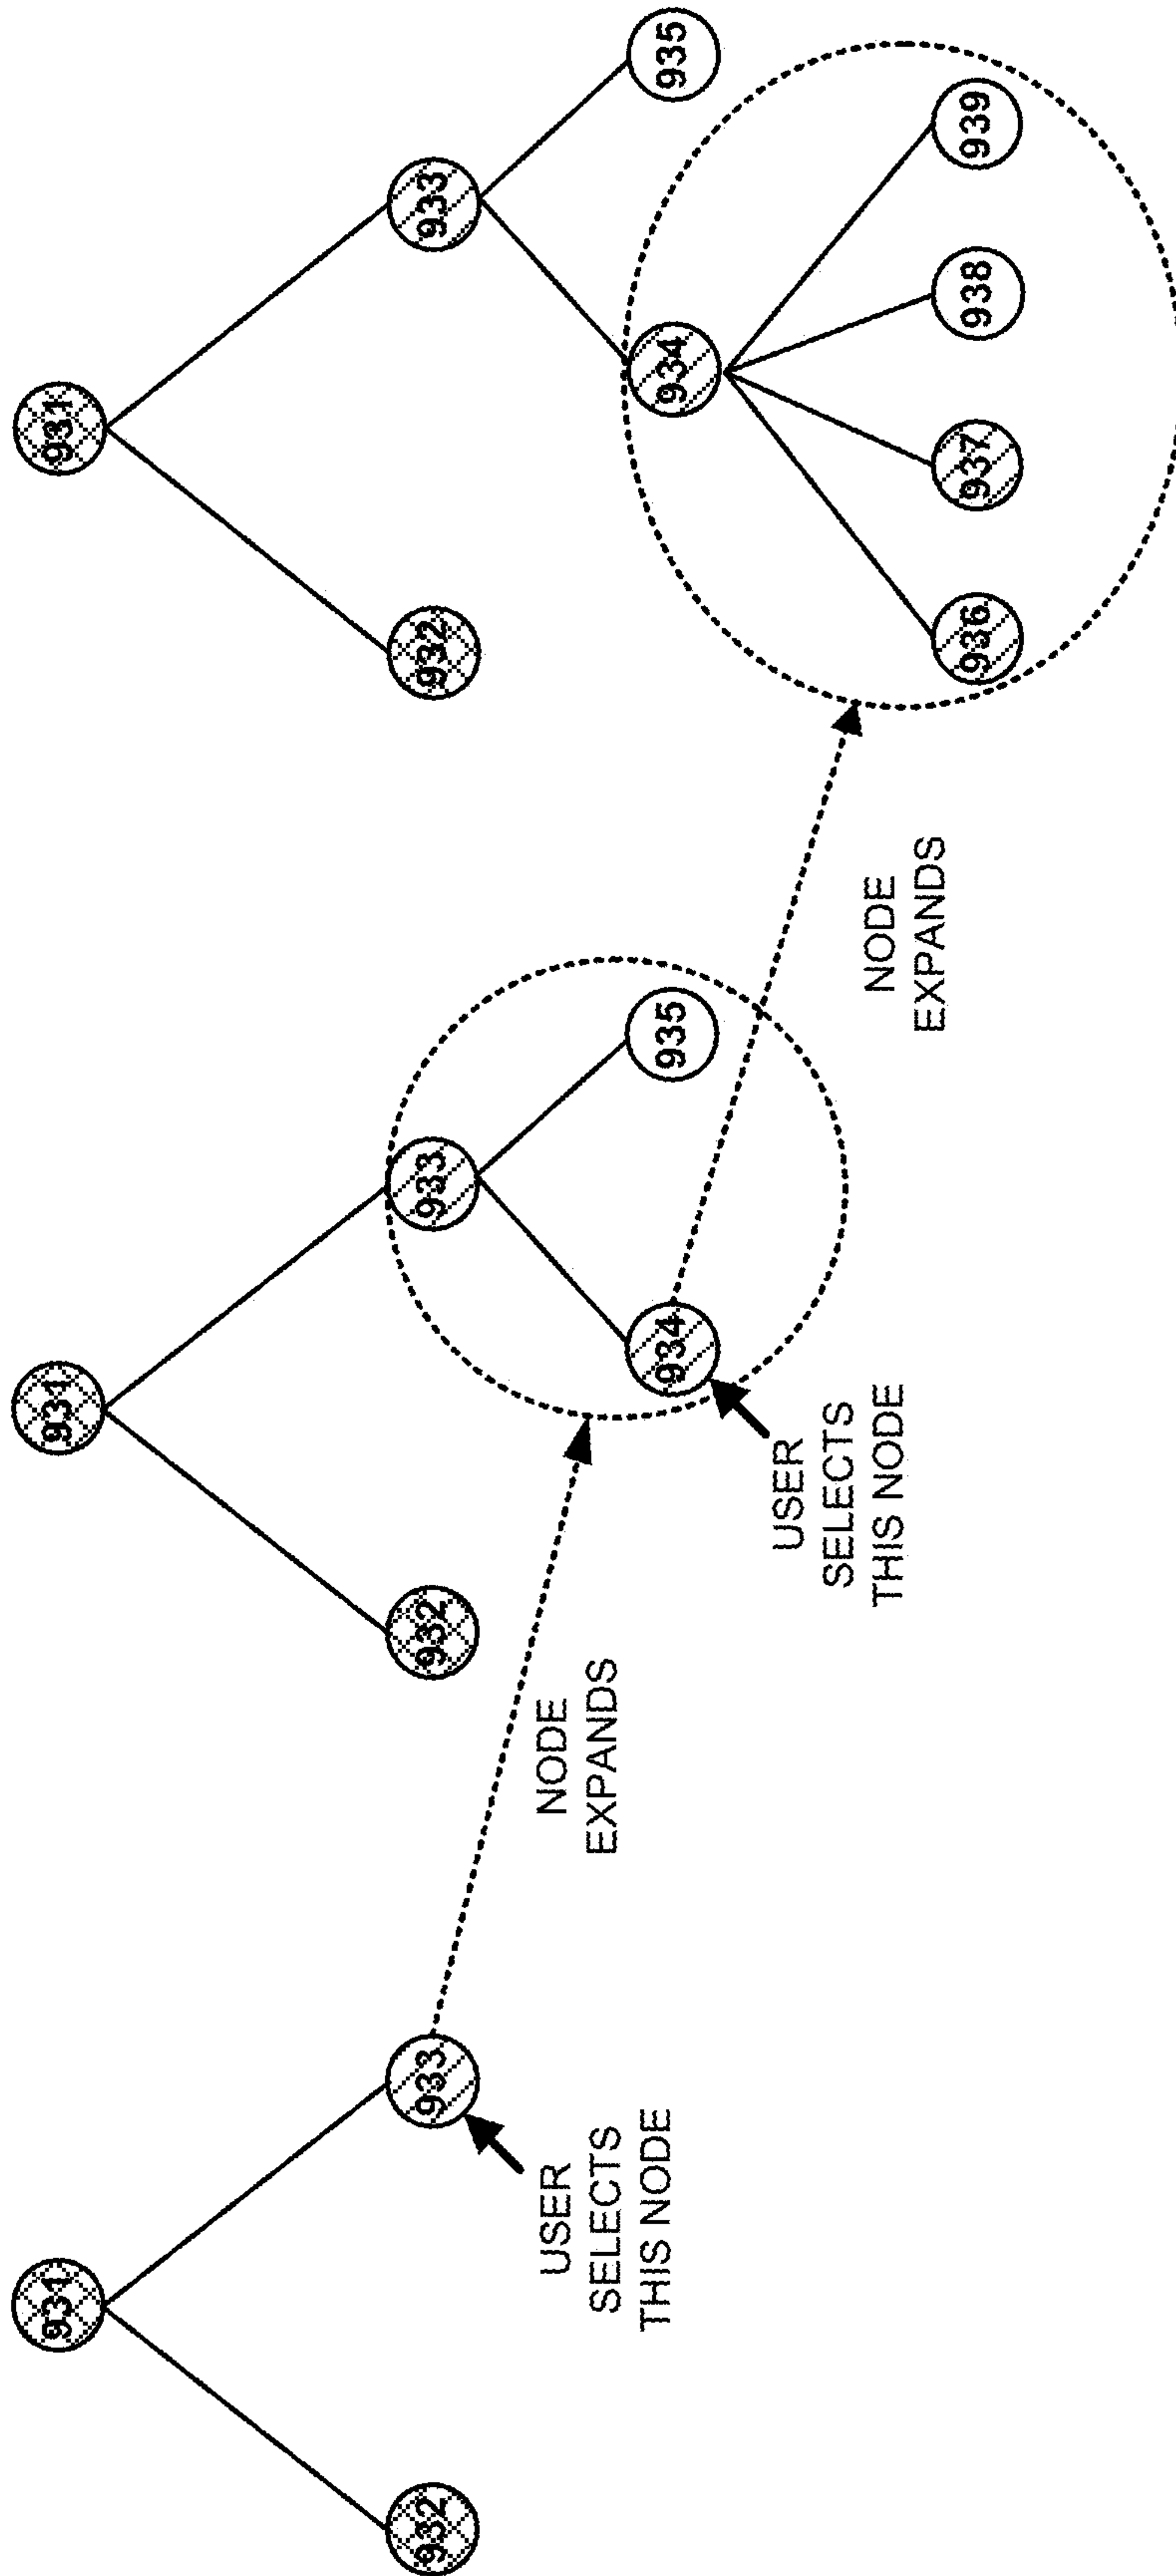 931
932
933
USER
SELECTS
THIS NODE
NODE
EXPANDS
931
932
933
934
935
USER
SELECTS
THIS NODE
NODE
EXPANDS
931
932
933
934
935
936
937
938
939